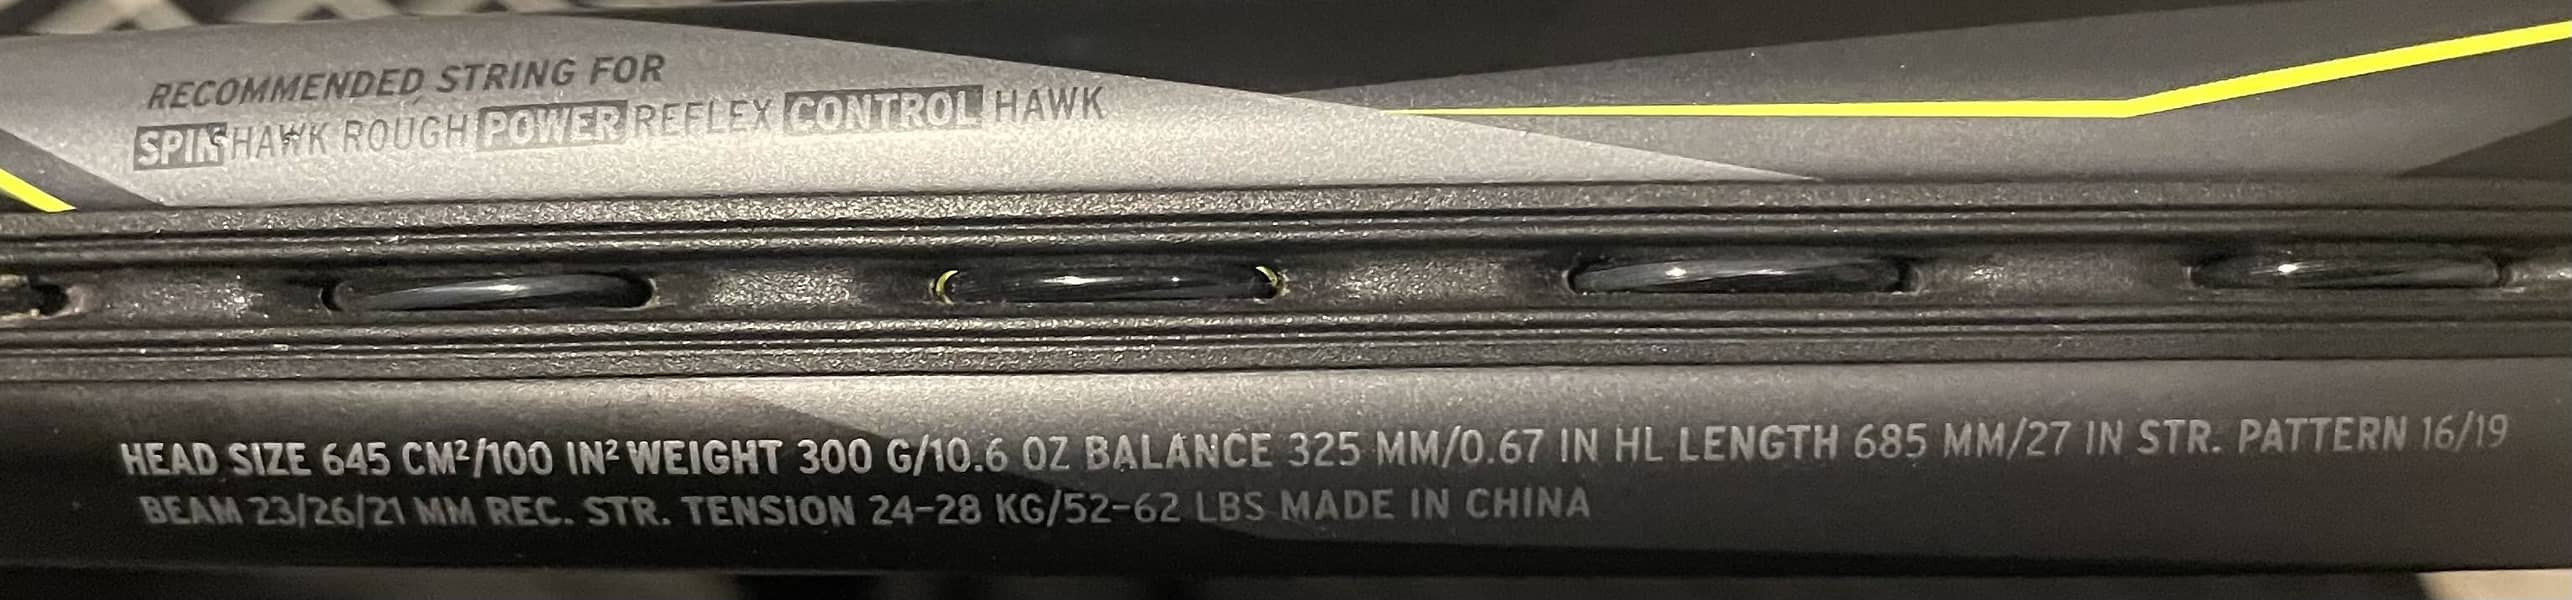 RECOMMENDED STRING FOR
SPIN HAWK ROUGH POWER REFLEX CONTROL HAWK
HEAD SIZE 645 CM²/100 IN² WEIGHT 300 G/10.6 OZ BALANCE 325 MM/0.67 IN HL LENGTH 685 MM/27 IN STR. PATTERN 16/19
BEAM 23/26/21 MM REC. STR. TENSION 24-28 KG/52-62 LBS MADE IN CHINA